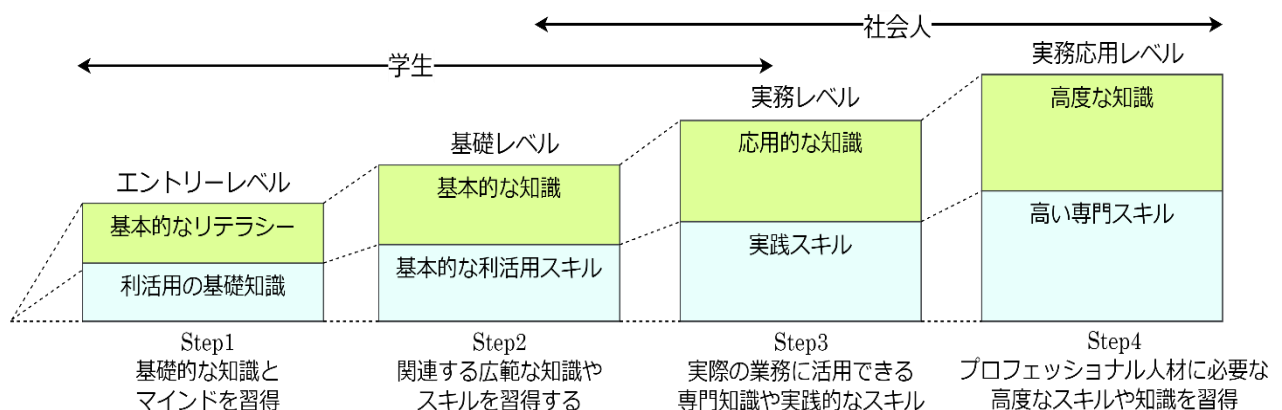 社会人
学生
実務応用レベル
実務レベル
基礎レベル
エントリーレベル
高度な知識
応用的な知識
基本的な知識
基本的なリテラシー
高い専門スキル
実践スキル
基本的な利活用スキル
利活用の基礎知識
Step1
基礎的な知識と
マインドを習得
Step2
関連する広範な知識や
スキルを習得する
Step3
実際の業務に活用できる
専門知識や実践的なスキル
Step4
プロフェッショナル人材に必要な
高度なスキルや知識を習得